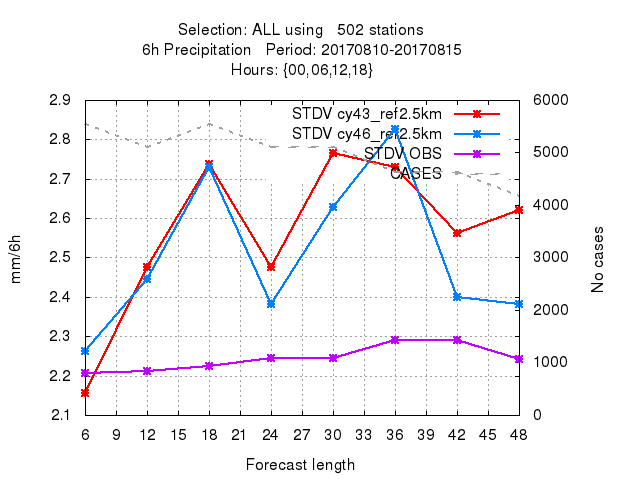 Selection: ALL using 502 stations
6h Precipitation Period: 20170810-20170815
Hours: {00,06,12,18}
2.9
2.8
2.7
2.6
2.5
2.4
2.3
2.2
2.1
mm/6h
STDV cy43_ref2.5km
STDV cy46_ref2.5km
STDV OBS
CASES
6000
5000
4000
3000
2000
1000
0
No cases
6 9 12 15 18 21 24 27 30 33 36 39 42 45 48
Forecast length